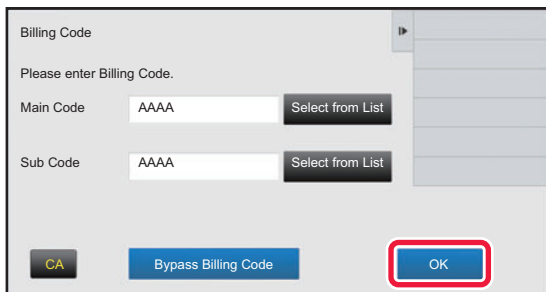 Billing Code
Please enter Billing Code.
Main Code AAAA Select from List
Sub Code AAAA Select from List
CA Bypass Billing Code OK